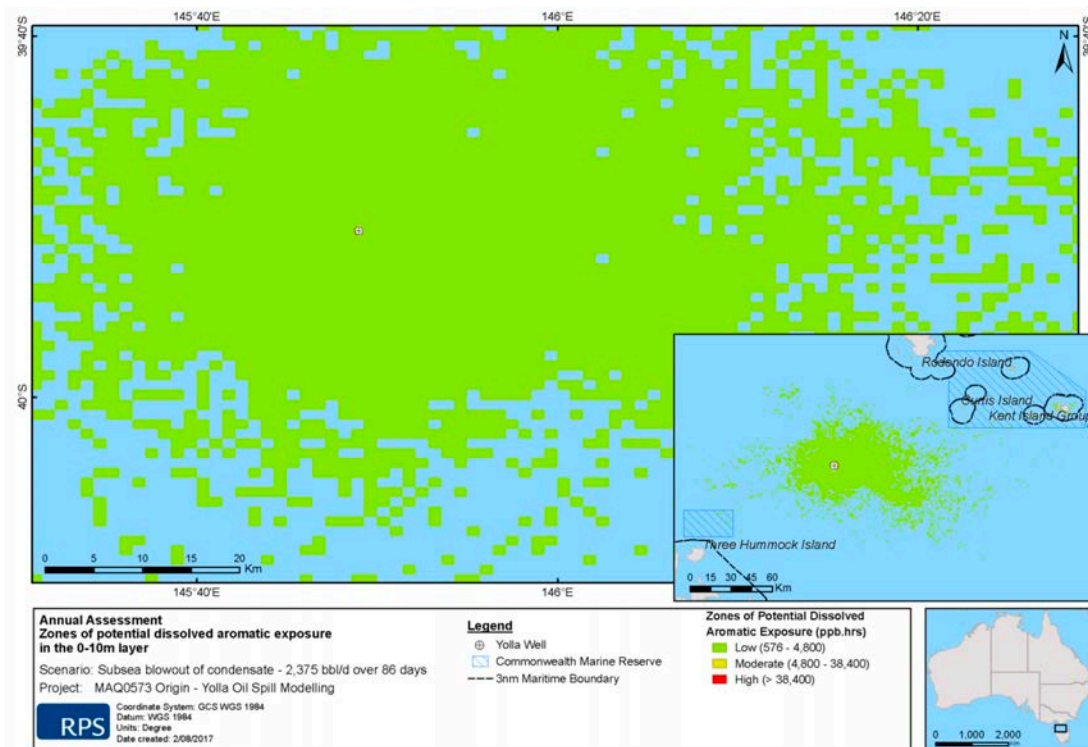 145°40'E
146°E
146°20'E
39°40'S
39°40'S
N
40°S
Rodondo Island
Curtis Island
Kent Island Group
Three Hummock Island
0 15 30 45 60
Km
0 5 10 15 20
Km
145°40'E
146°E
Annual Assessment
Zones of potential dissolved aromatic exposure
in the 0-10m layer
Scenario: Subsea blowout of condensate - 2,375 bbl/d over 86 days
Project: MAQ0573 Origin - Yolla Oil Spill Modelling
RPS
Coordinate System: GCS WGS 1984
Datum: WGS 1984
Units: Degree
Date created: 2/08/2017
Legend
Yolla Well
Commonwealth Marine Reserve
3nm Maritime Boundary
Zones of Potential Dissolved
Aromatic Exposure (ppb.hrs)
Low (576 - 4,800)
Moderate (4,800 - 38,400)
High (> 38,400)
0 1,000 2,000
Km